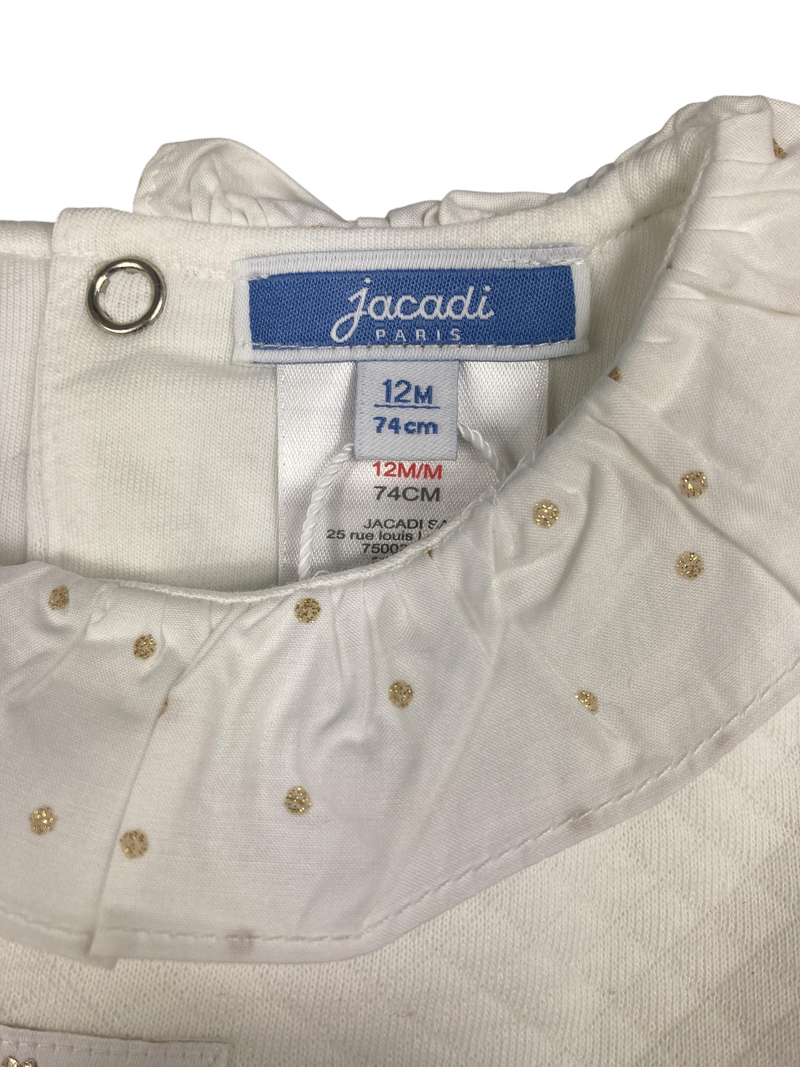 jacadi
PARIS
12M
74cm
12M/M
74CM
JACADI SA
25 rue louis